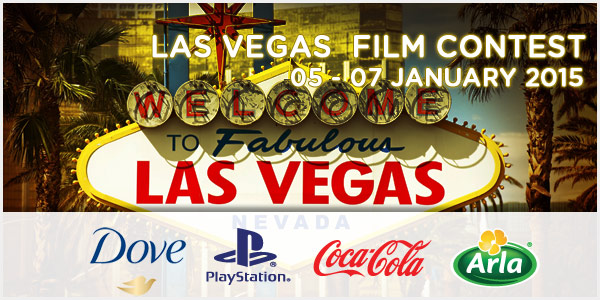 LAS VEGAS FILM CONTEST
05 - 07 JANUARY 2015
WELCOME
TO Fabulous
LAS VEGAS
NEVADA
Dove
PlayStation®
Coca-Cola
Arla